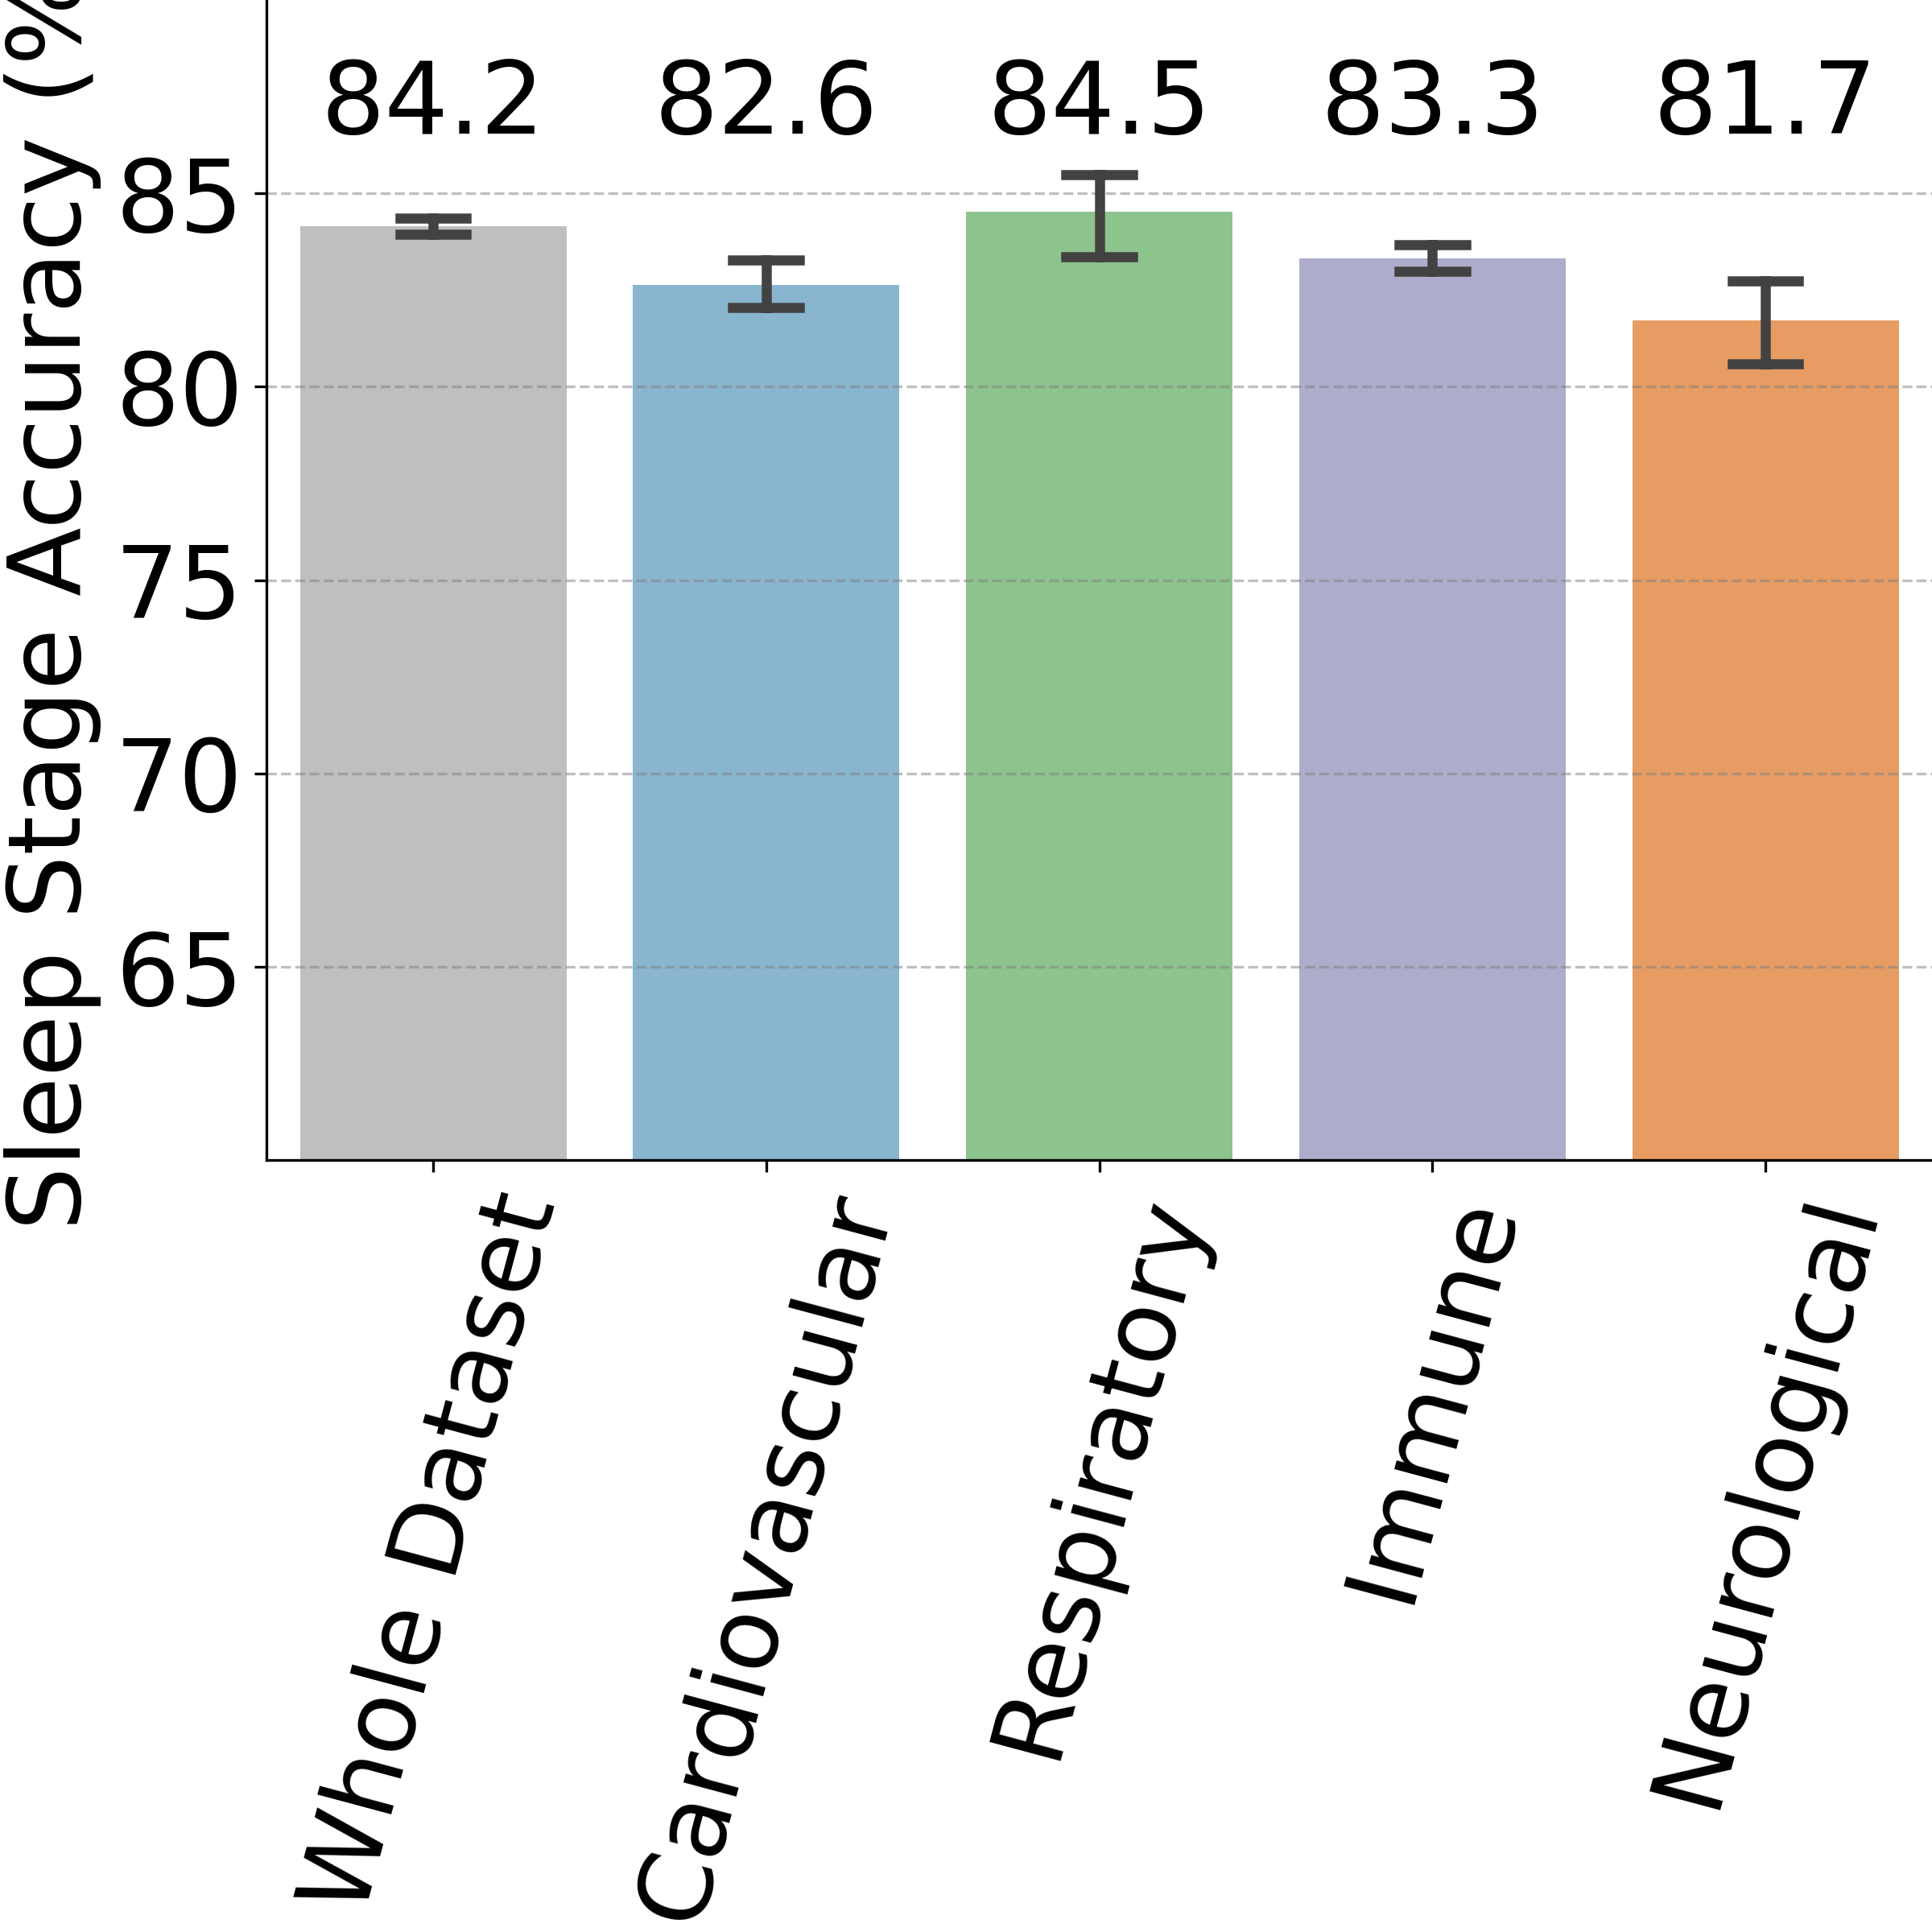 Sleep Stage Accuracy (%
84.2 82.6 84.5 83.3 81.7
85
80
75
70
65
Whole Dataset
Cardiovascular
Respiratory
Immune
Neurological